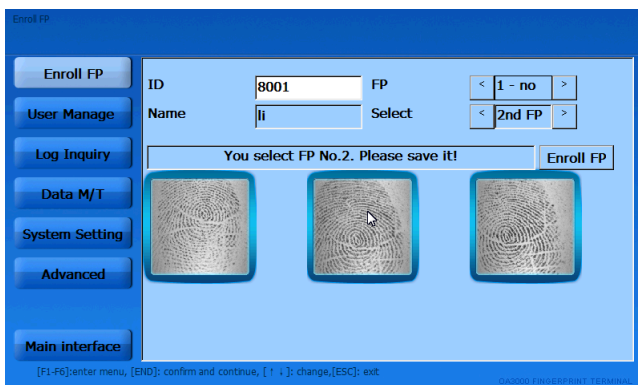 Enroll FP
Enroll FP
ID 8001 FP < 1 - no >
User Manage
Name li Select < 2nd FP >
Log Inquiry
You select FP No.2. Please save it! Enroll FP
Data M/T
System Setting
Advanced
Main interface
[F1-F6]:enter menu, [END]: confirm and continue, [ ↑ ↓ ]: change,[ESC]: exit
OA3000 FINGERPRINT TERMINAL